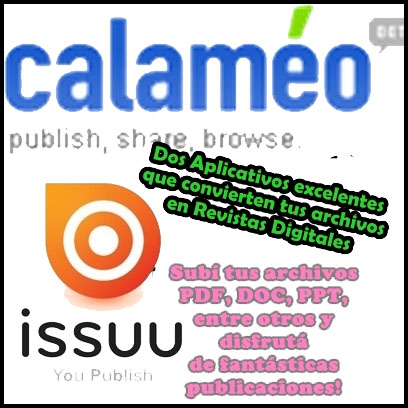 calaméo
BET
publish, share, browse.
Dos Aplicativos excelentes
que convierten tus archivos
en Revistas Digitales
Subí tus archivos
PDF, DOC, PPT,
entre otros y
disfrutá
de fantásticas
publicaciones!
issuu
You Publish